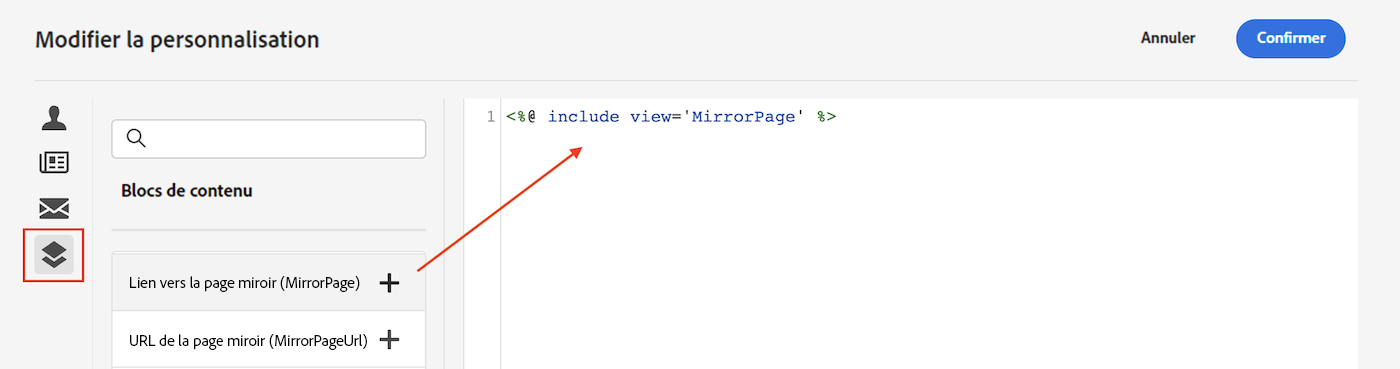 Modifier la personnalisation
Annuler
Confirmer
Blocs de contenu
Lien vers la page miroir (MirrorPage)
URL de la page miroir (MirrorPageUrl)
1 <%@ include view='MirrorPage' %>